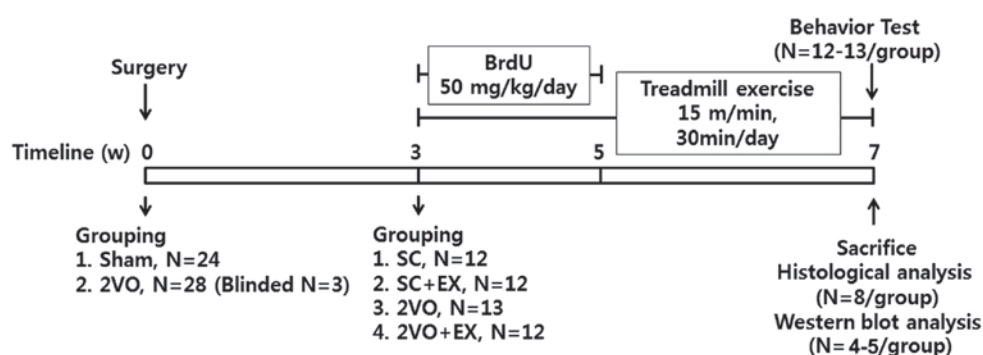 Behavior Test
(N=12-13/group)
Surgery
BrdU
50 mg/kg/day
Treadmill exercise
15 m/min,
30min/day
Timeline (w) 0 3 5 7
Grouping
1. Sham, N=24
2. 2VO, N=28 (Blinded N=3)
Grouping
1. SC, N=12
2. SC+EX, N=12
3. 2VO, N=13
4. 2VO+EX, N=12
Sacrifice
Histological analysis
(N=8/group)
Western blot analysis
(N= 4-5/group)